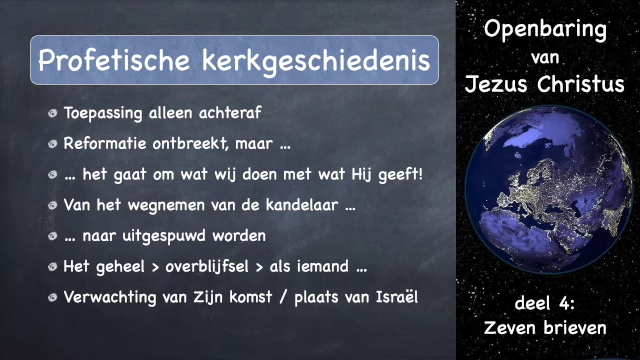 Profetische kerkgeschiedenis
Toepassing alleen achteraf
Reformatie ontbreekt, maar ...
... het gaat om wat wij doen met wat Hij geeft!
Van het wegnemen van de kandelaar ...
... naar uitgespuwd worden
Het geheel > overblijfsel > als iemand ...
Verwachting van Zijn komst / plaats van Israël
Openbaring
van
Jezus Christus
deel 4:
Zeven brieven